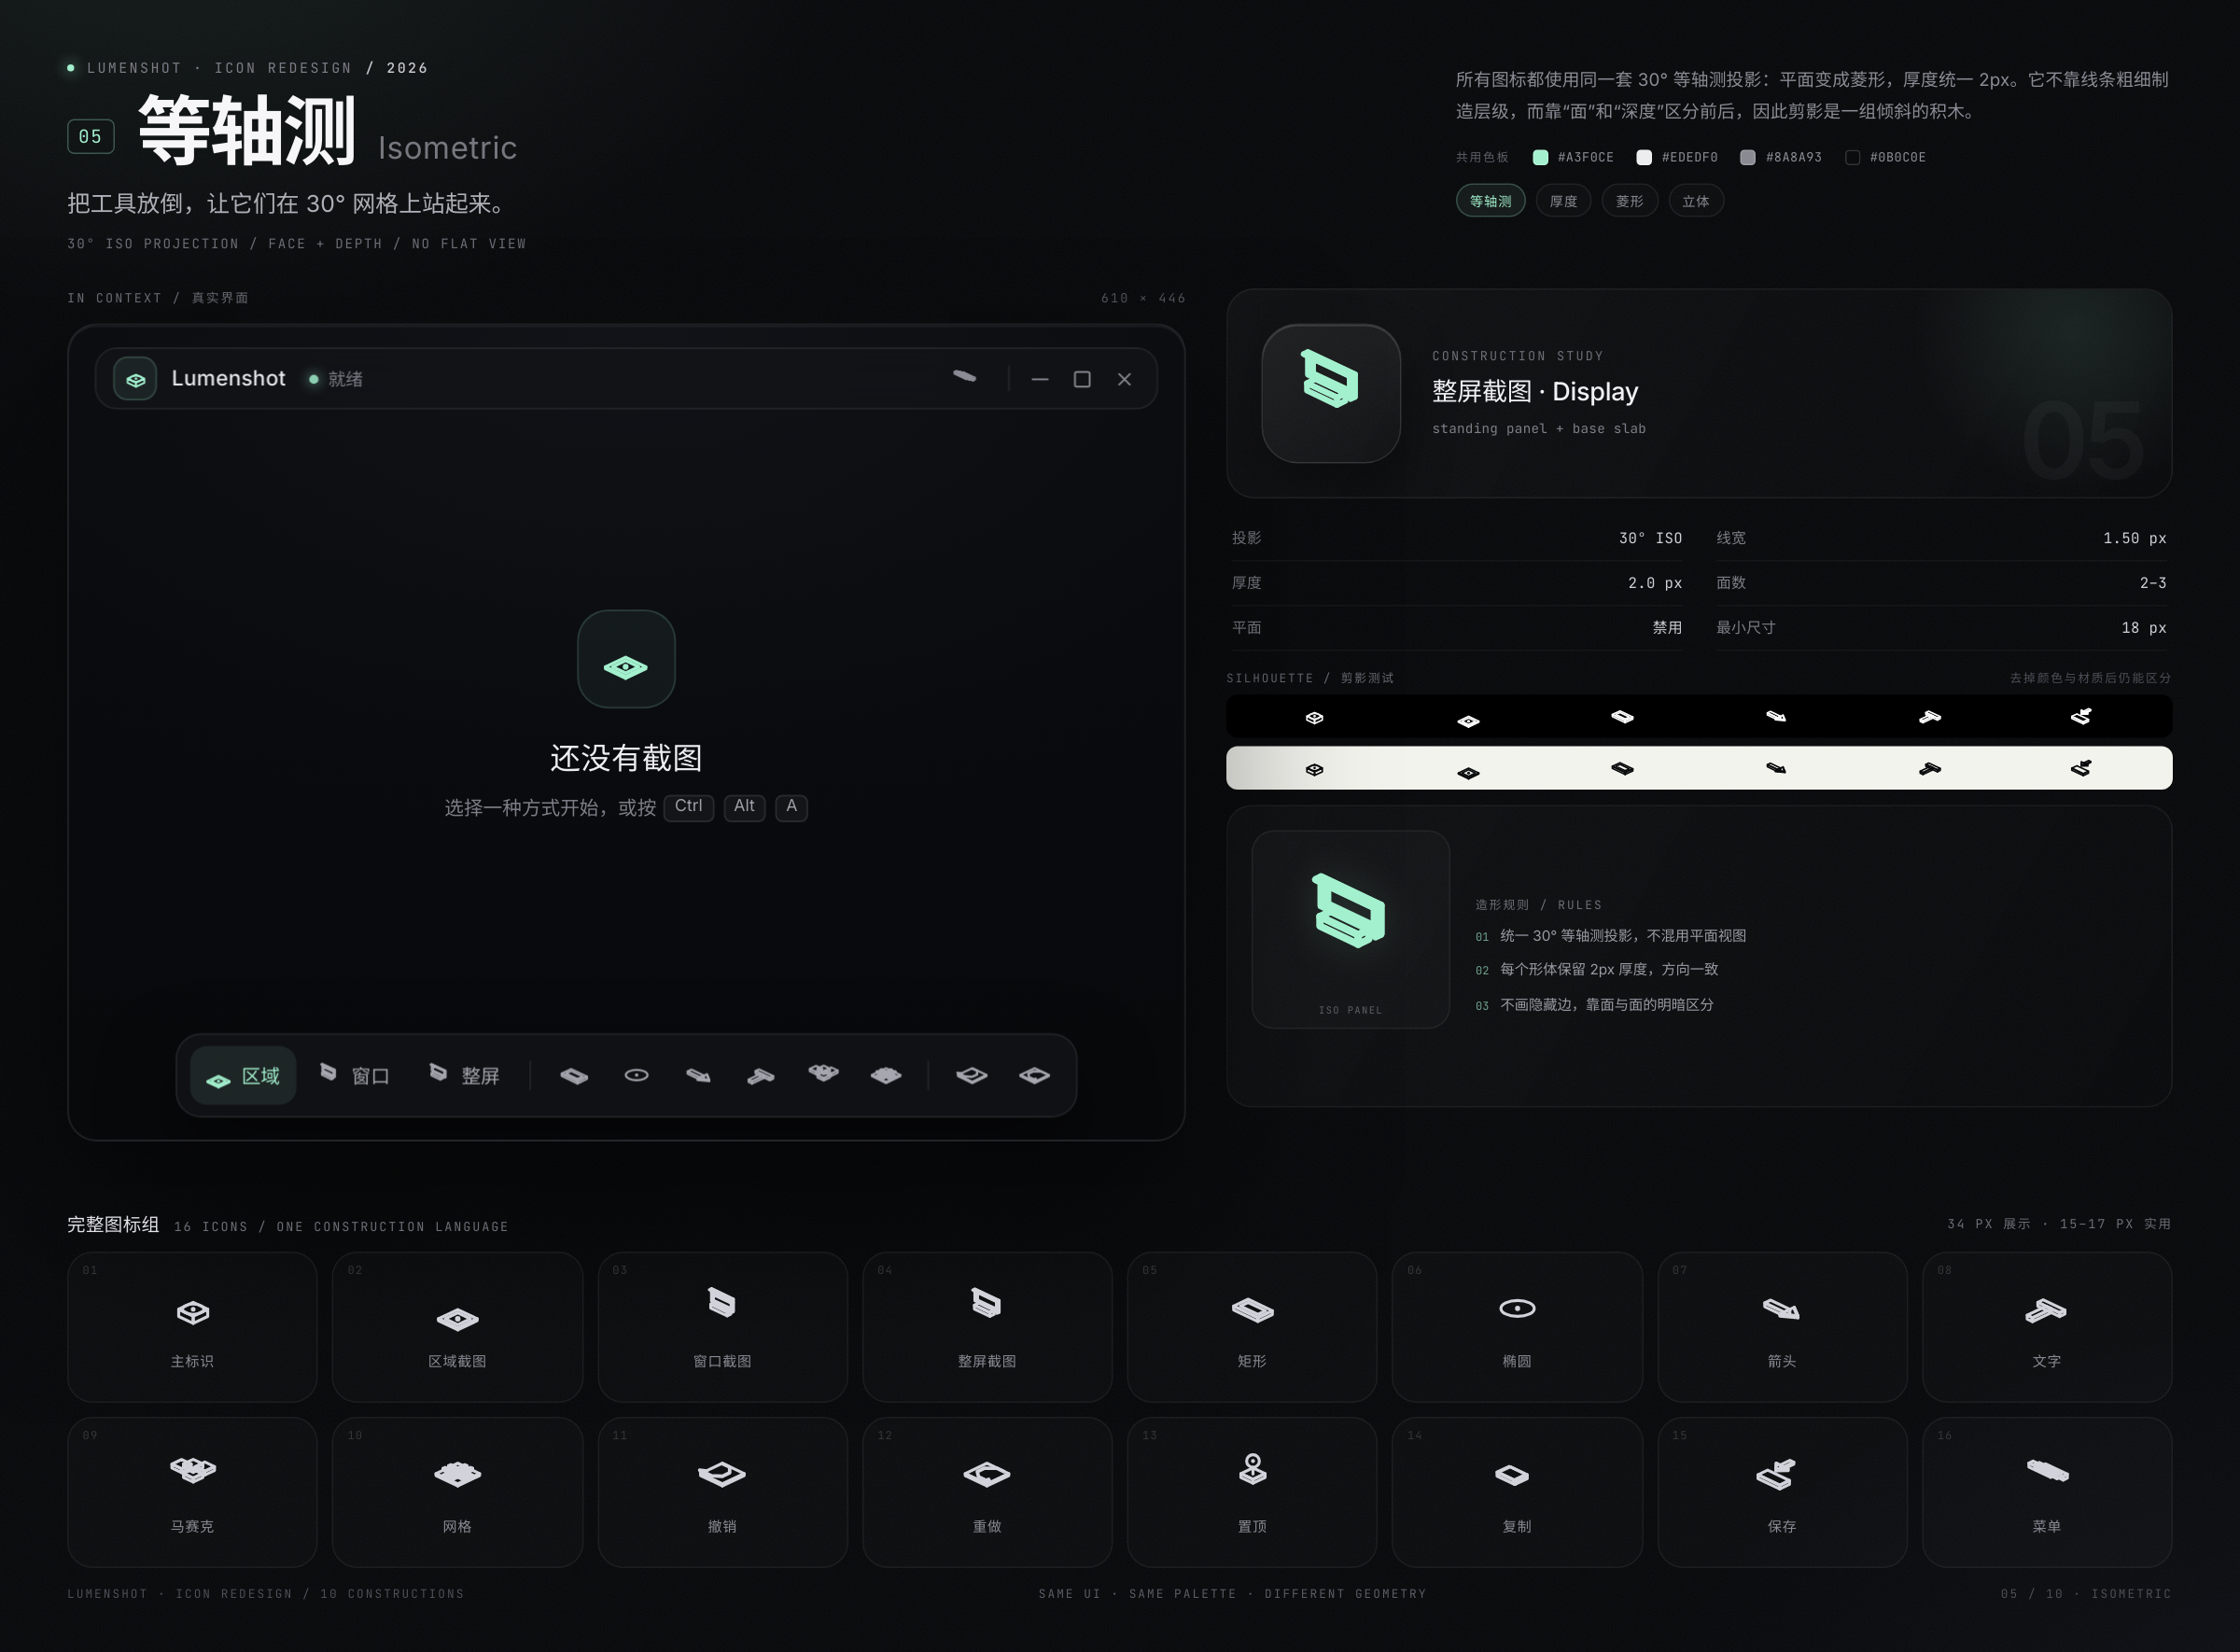 LUMENSHOT · ICON REDESIGN / 2026
05 等轴测 Isometric
把工具放倒，让它们在 30° 网格上站起来。
30° ISO PROJECTION / FACE + DEPTH / NO FLAT VIEW
所有图标都使用同一套 30° 等轴测投影：平面变成菱形，厚度统一 2px。它不靠线条粗细制
造层级，而靠“面”和“深度”区分前后，因此剪影是一组倾斜的积木。
共用色板 #A3F0CE #EDEDF0 #8A8A93 #0B0C0E
等轴测 厚度 菱形 立体
IN CONTEXT / 真实界面 610 × 446
Lumenshot 就绪
还没有截图
选择一种方式开始，或按 Ctrl Alt A
区域 窗口 整屏
CONSTRUCTION STUDY
整屏截图 · Display
standing panel + base slab
05
投影 30° ISO 线宽 1.50 px
厚度 2.0 px 面数 2–3
平面 禁用 最小尺寸 18 px
SILHOUETTE / 剪影测试 去掉颜色与材质后仍能区分
ISO PANEL
造形规则 / RULES
01 统一 30° 等轴测投影，不混用平面视图
02 每个形体保留 2px 厚度，方向一致
03 不画隐藏边，靠面与面的明暗区分
完整图标组 16 ICONS / ONE CONSTRUCTION LANGUAGE 34 PX 展示 · 15–17 PX 实用
01 02 03 04 05 06 07 08
主标识 区域截图 窗口截图 整屏截图 矩形 椭圆 箭头 文字
09 10 11 12 13 14 15 16
马赛克 网格 撤销 重做 置顶 复制 保存 菜单
LUMENSHOT · ICON REDESIGN / 10 CONSTRUCTIONS SAME UI · SAME PALETTE · DIFFERENT GEOMETRY 05 / 10 · ISOMETRIC